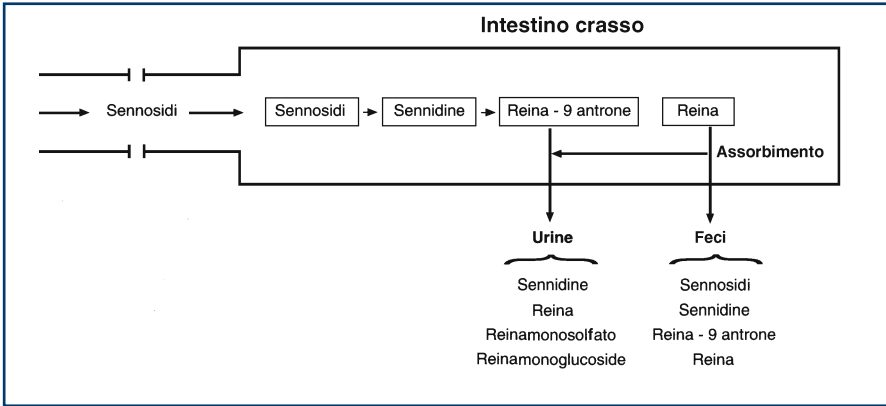 Intestino crasso
Sennosidi
Sennosidi
Sennidine
Reina - 9 antrone
Reina
Assorbimento
Urine
Sennidine
Reina
Reinamonosolfato
Reinamonoglucoside
Feci
Sennosidi
Sennidine
Reina - 9 antrone
Reina